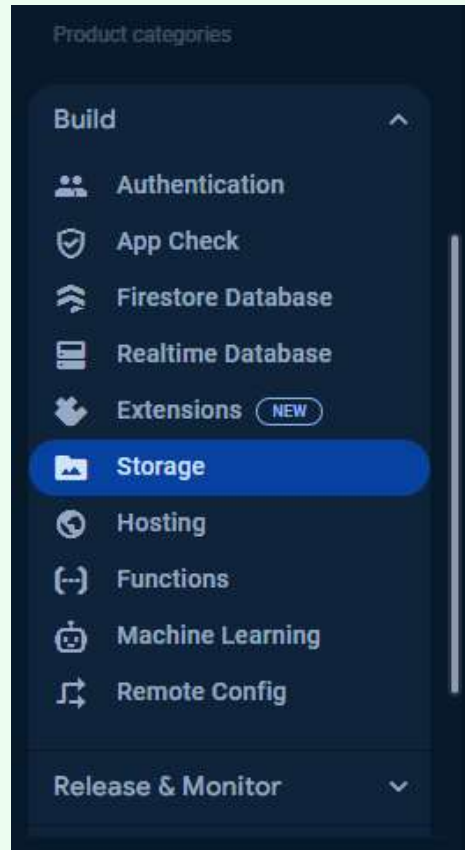 Product categories
Build
Authentication
App Check
Firestore Database
Realtime Database
Extensions NEW
Storage
Hosting
Functions
Machine Learning
Remote Config
Release & Monitor